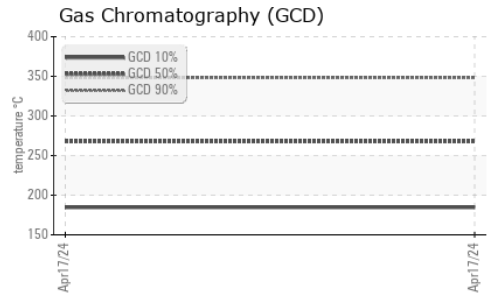 Gas Chromatography (GCD)
400
350
300
250
200
150
temperature °C
GCD 10%
GCD 50%
GCD 90%
Apr17/24
Apr17/24